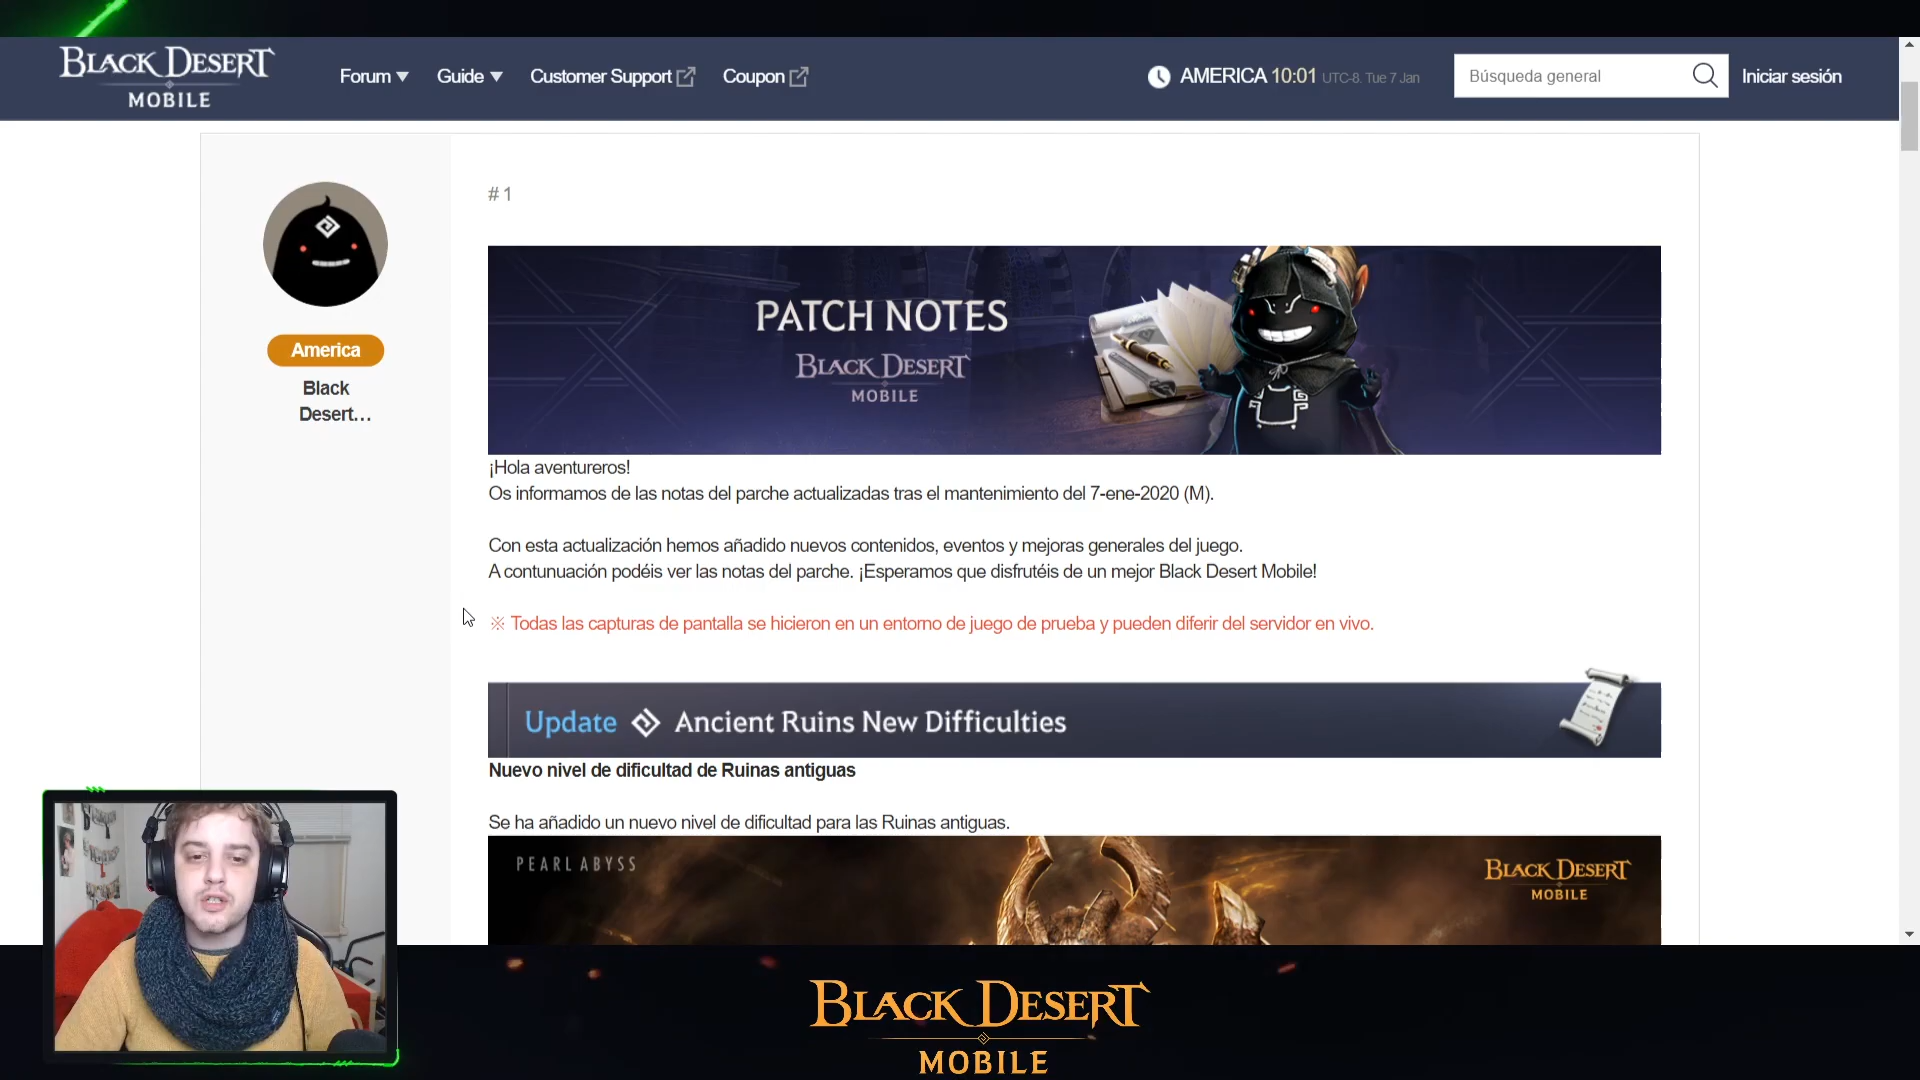 BLACK DESERT
MOBILE
Forum ▼
Guide ▼
Customer Support
Coupon
AMERICA 10:01 UTC-8. Tue 7 Jan
Búsqueda general
Iniciar sesión
# 1
PATCH NOTES
BLACK DESERT
MOBILE
America
Black
Desert...
¡Hola aventureros!
Os informamos de las notas del parche actualizadas tras el mantenimiento del 7-ene-2020 (M).
Con esta actualización hemos añadido nuevos contenidos, eventos y mejoras generales del juego.
A contunuación podéis ver las notas del parche. ¡Esperamos que disfrutéis de un mejor Black Desert Mobile!
※ Todas las capturas de pantalla se hicieron en un entorno de juego de prueba y pueden diferir del servidor en vivo.
Update Ancient Ruins New Difficulties
Nuevo nivel de dificultad de Ruinas antiguas
Se ha añadido un nuevo nivel de dificultad para las Ruinas antiguas.
PEARL ABYSS
BLACK DESERT
MOBILE
BLACK DESERT
MOBILE